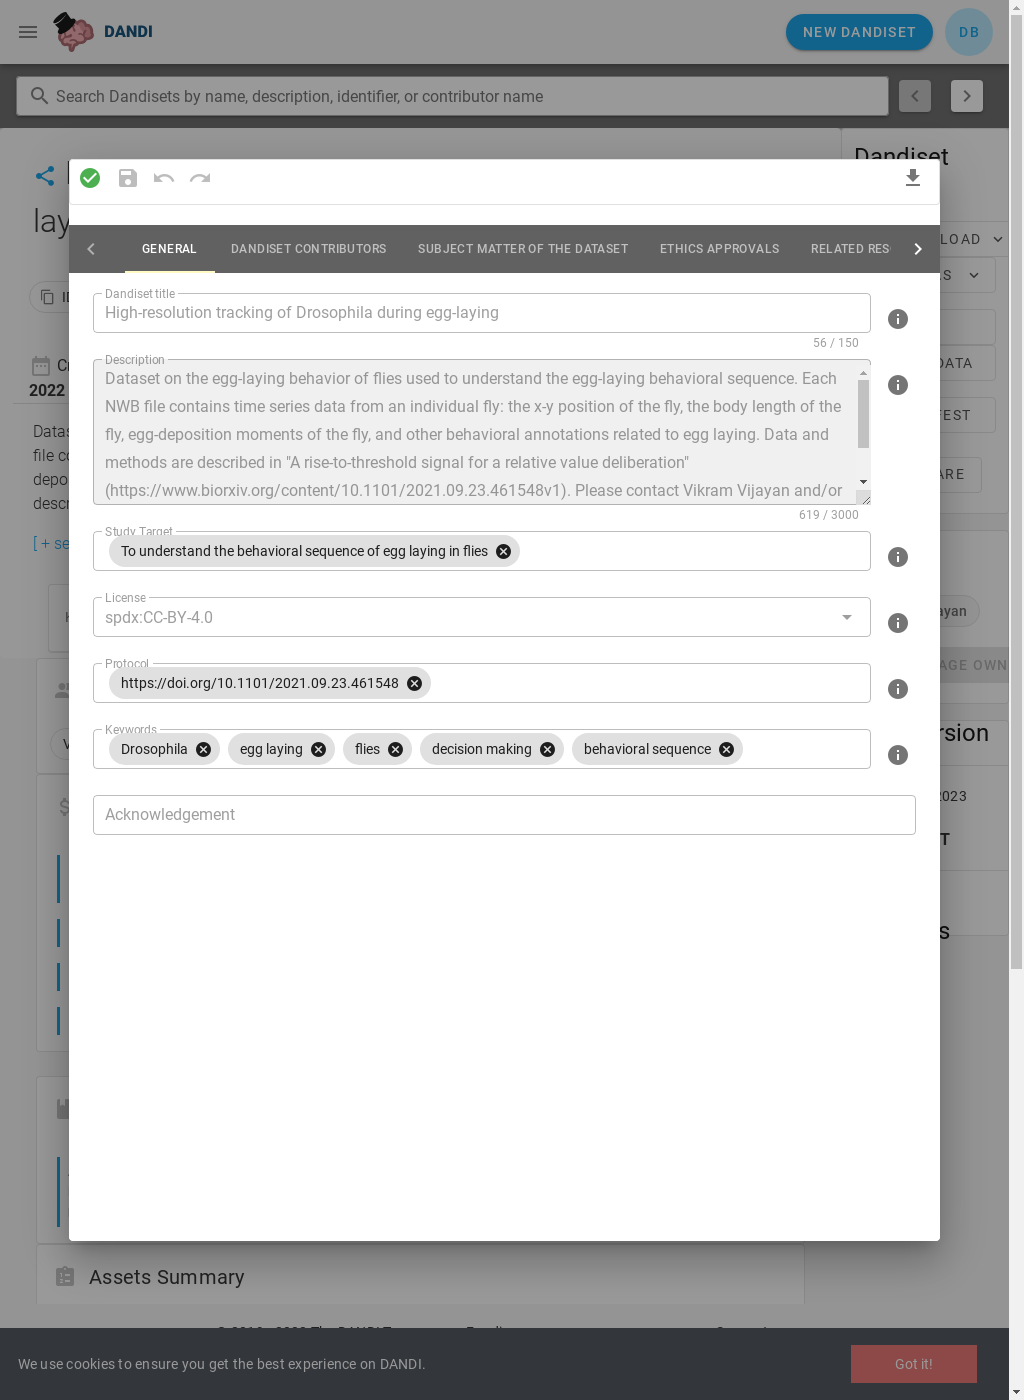 DANDI
NEW DANDISET
DB
Search Dandisets by name, description, identifier, or contributor name
Dandiset
lay
GENERAL
DANDISET CONTRIBUTORS
SUBJECT MATTER OF THE DATASET
ETHICS APPROVALS
RELATED RES
LOAD
Dandiset title
High-resolution tracking of Drosophila during egg-laying
56 / 150
Description
Dataset on the egg-laying behavior of flies used to understand the egg-laying behavioral sequence. Each
NWB file contains time series data from an individual fly: the x-y position of the fly, the body length of the
fly, egg-deposition moments of the fly, and other behavioral annotations related to egg laying. Data and
methods are described in "A rise-to-threshold signal for a relative value deliberation"
(https://www.biorxiv.org/content/10.1101/2021.09.23.461548v1). Please contact Vikram Vijayan and/or
619 / 3000
2022
Datas
file co
depo
descr
[ + se
DATA
FEST
ARE
Study Target
To understand the behavioral sequence of egg laying in flies
License
spdx:CC-BY-4.0
ayan
Protocol
https://doi.org/10.1101/2021.09.23.461548
AGE OWN
Keywords
Drosophila
egg laying
flies
decision making
behavioral sequence
rsion
2023
Acknowledgement
T
s
Assets Summary
We use cookies to ensure you get the best experience on DANDI.
Got it!